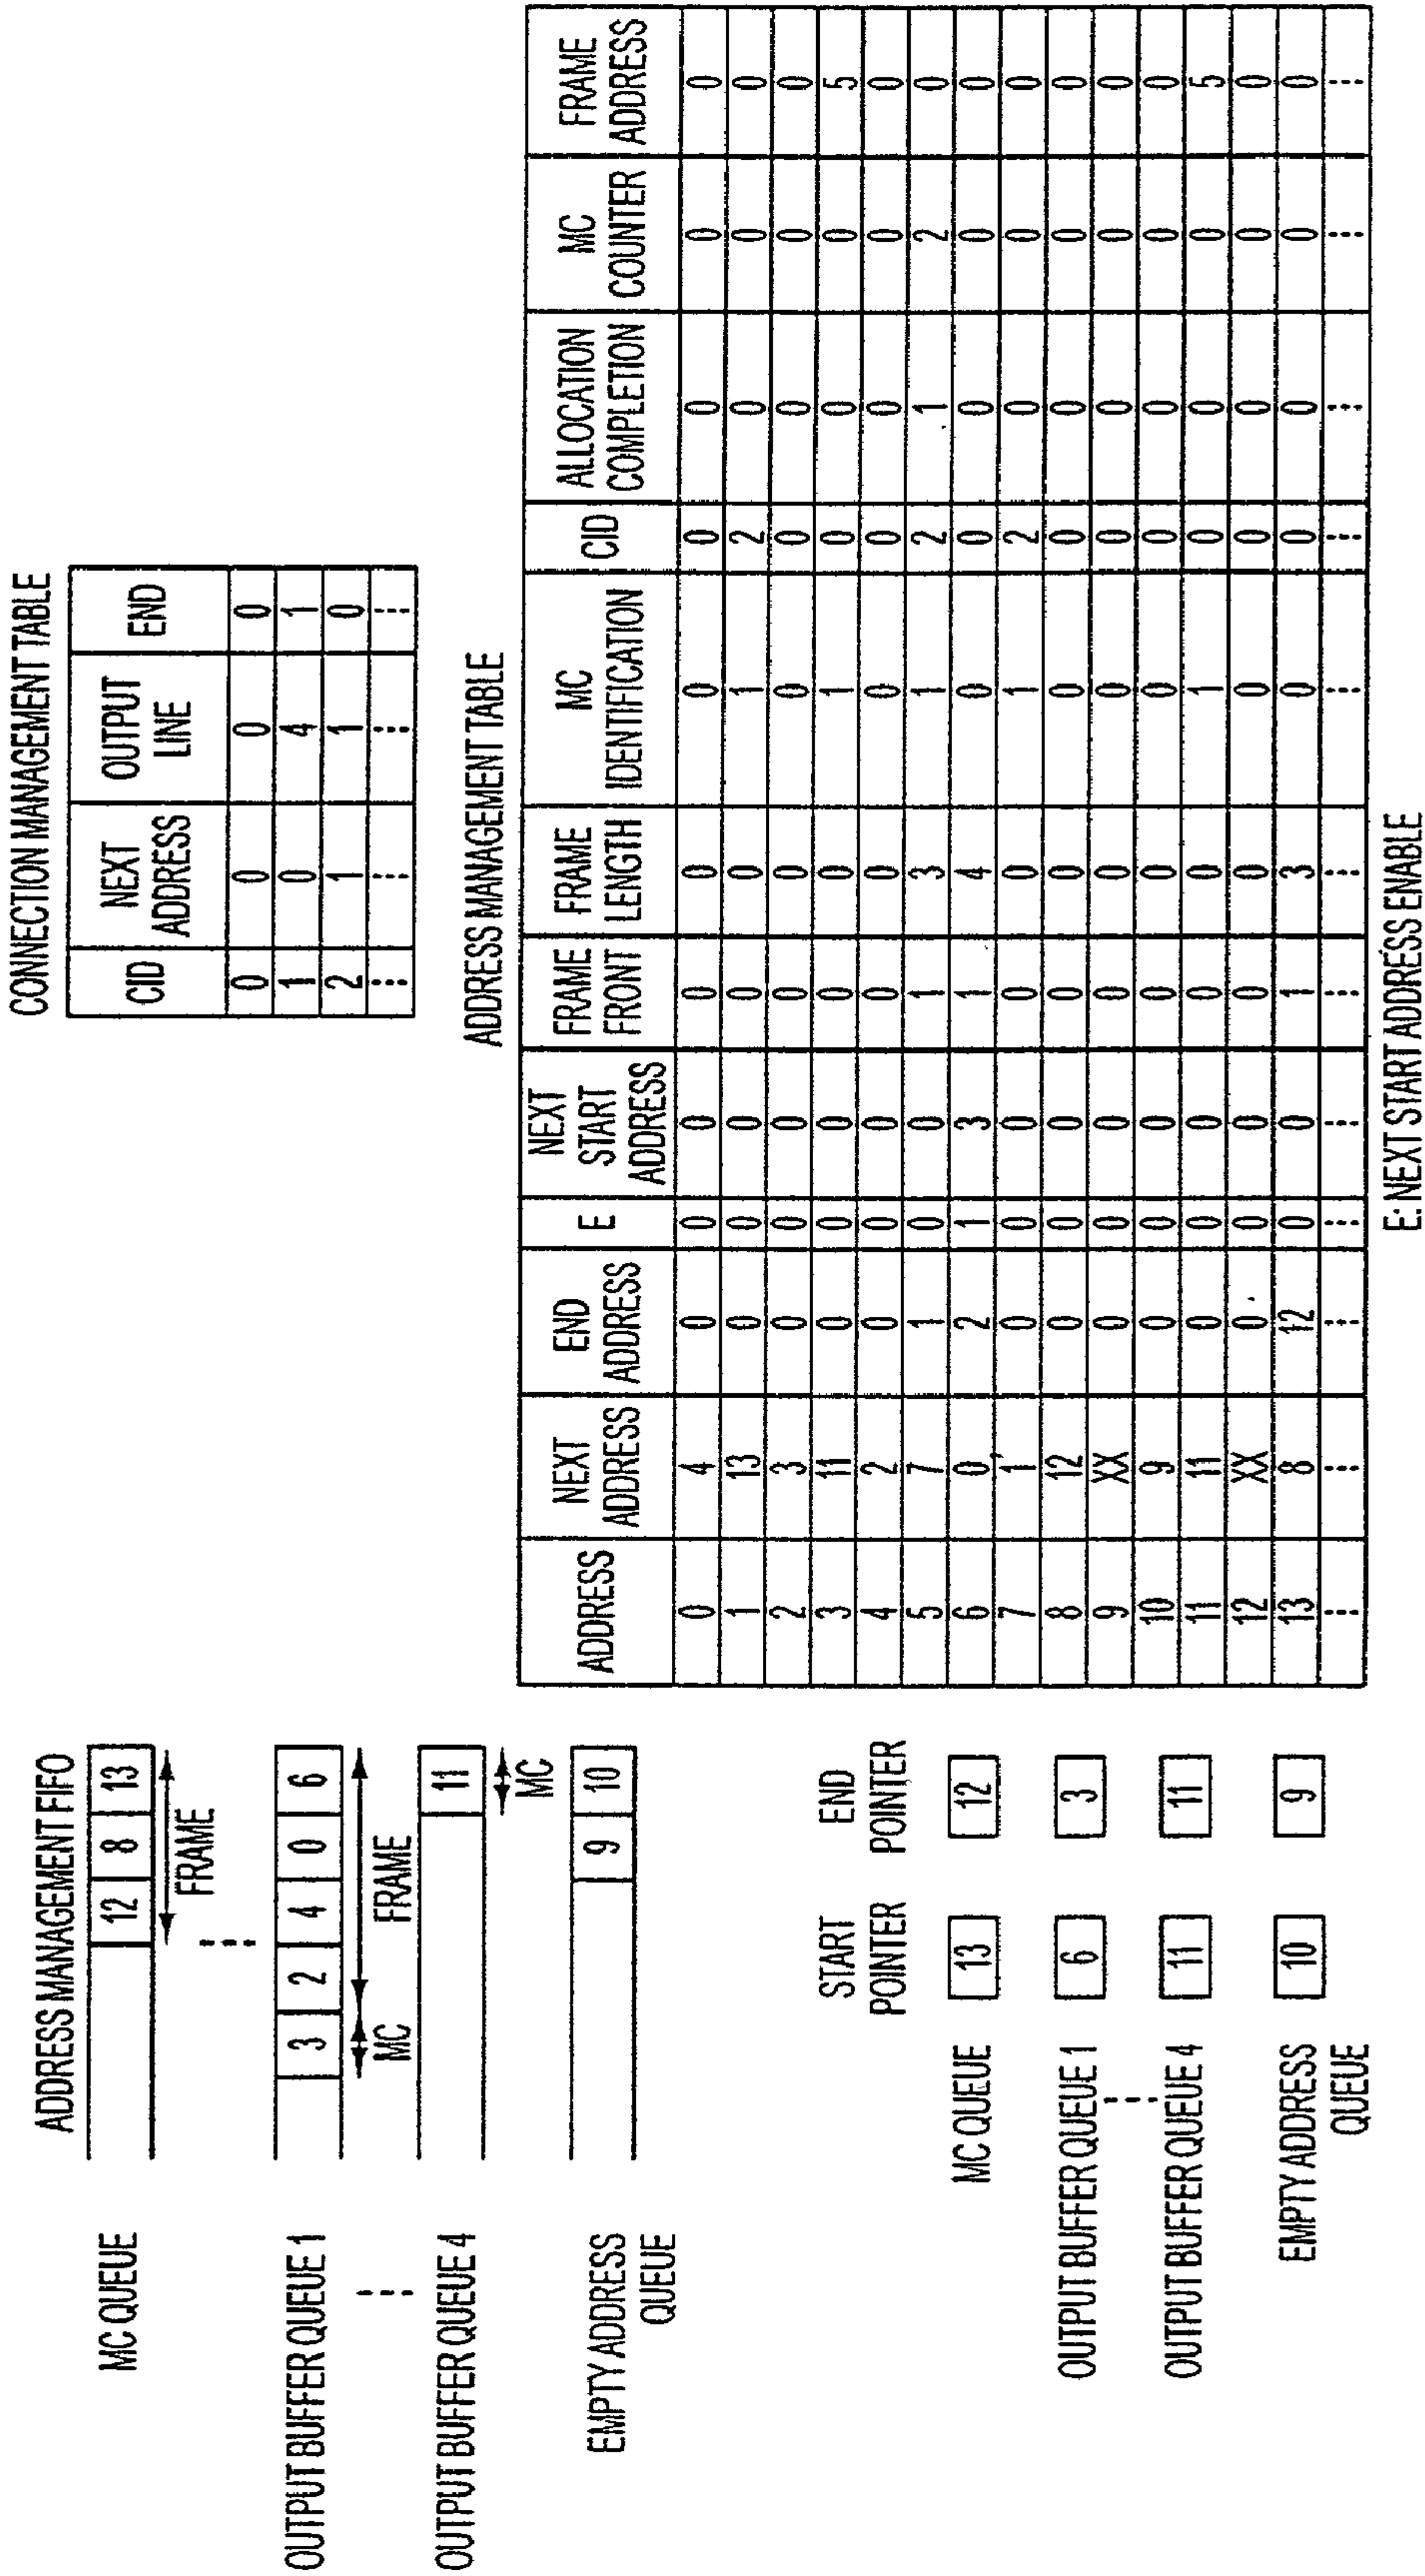 ADDRESS MANAGEMENT FIFO
MC QUEUE 12 8 13
FRAME
OUTPUT BUFFER QUEUE 1 3 2 4 0 6
MC FRAME
OUTPUT BUFFER QUEUE 4 11
MC
EMPTY ADDRESS QUEUE 9 10
START POINTER END POINTER
MC QUEUE 13 12
OUTPUT BUFFER QUEUE 1 6 3
OUTPUT BUFFER QUEUE 4 11 11
EMPTY ADDRESS QUEUE 10 9
CONNECTION MANAGEMENT TABLE
CID NEXT ADDRESS OUTPUT LINE END
0 0 0 0
1 0 4 1
2 1 1 0
ADDRESS MANAGEMENT TABLE
ADDRESS NEXT ADDRESS END ADDRESS E NEXT START ADDRESS FRAME FRONT FRAME LENGTH MC IDENTIFICATION CID ALLOCATION COMPLETION MC COUNTER FRAME ADDRESS
0 4 0 0 0 0 0 0 0 0 0 0
1 13 0 0 0 0 0 1 2 0 0 0
2 3 0 0 0 0 0 0 0 0 0 0
3 11 0 0 0 0 0 1 0 0 0 5
4 2 0 0 0 0 0 0 0 0 0 0
5 7 1 0 0 1 3 1 2 1 2 0
6 0 2 1 3 1 4 0 0 0 0 0
7 1 0 0 0 0 0 1 2 0 0 0
8 12 0 0 0 0 0 0 0 0 0 0
9 XX 0 0 0 0 0 0 0 0 0 0
10 9 0 0 0 0 0 0 0 0 0 0
11 11 0 0 0 0 0 1 0 0 0 5
12 XX 0 0 0 0 0 0 0 0 0 0
13 8 12 0 0 1 3 0 0 0 0 0
E: NEXT START ADDRESS ENABLE